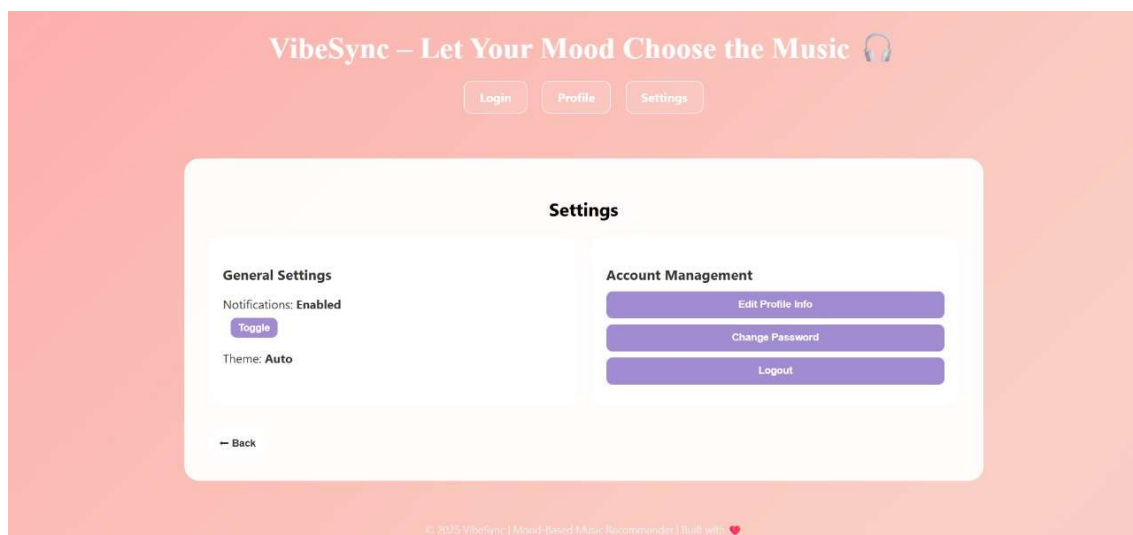 VibeSync – Let Your Mood Choose the Music 🎧
Login Profile Settings
Settings
General Settings
Notifications: Enabled
Toggle
Theme: Auto
Account Management
Edit Profile Info
Change Password
Logout
← Back
© 2025 VibeSync | Mood-Based Music Recommender | Built with ❤️